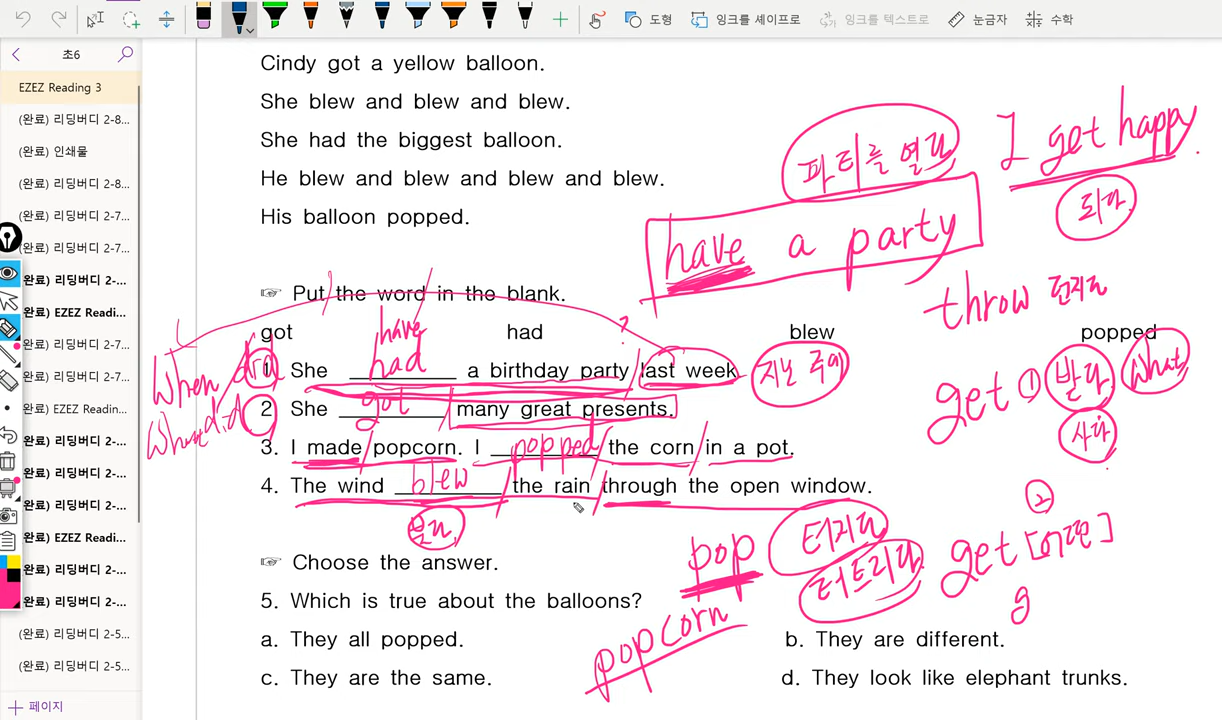 도형
잉크를 셰이프로
잉크를 텍스트로
눈금자
수학
초6
EZEZ Reading 3
(완료) 리딩버디 2-8...
(완료) 인쇄물
(완료) 리딩버디 2-8...
(완료) 리딩버디 2-7...
(완료) 리딩버디 2-7...
완료) 리딩버디 2-...
완료) EZEZ Readi...
완료) 리딩버디 2-7...
완료) 리딩버디 2-...
완료) EZEZ Readin...
완료) 리딩버디 2-7...
완료) 리딩버디 2-...
완료) 리딩버디 2-...
완료) EZEZ Readi...
완료) 리딩버디 2-...
완료) 리딩버디 2-...
(완료) 리딩버디 2-5...
(완료) 리딩버디 2-5...
페이지
Cindy got a yellow balloon.
She blew and blew and blew.
She had the biggest balloon.
He blew and blew and blew and blew.
His balloon popped.
파티를 열다
have a party
I get happy
되다
throw 던지다
☞ Put the word in the blank.
got had blew popped
have
When did
1. She had a birthday party last week ?
지난 주에
What did
2. She got many great presents.
get ① 받다 What
사다
3. I made popcorn. I popped the corn in a pot.
4. The wind blew the rain through the open window.
불다
pop 터지다
터트리다
popcorn
②
get [어떤]
g
☞ Choose the answer.
5. Which is true about the balloons?
a. They all popped. b. They are different.
c. They are the same. d. They look like elephant trunks.